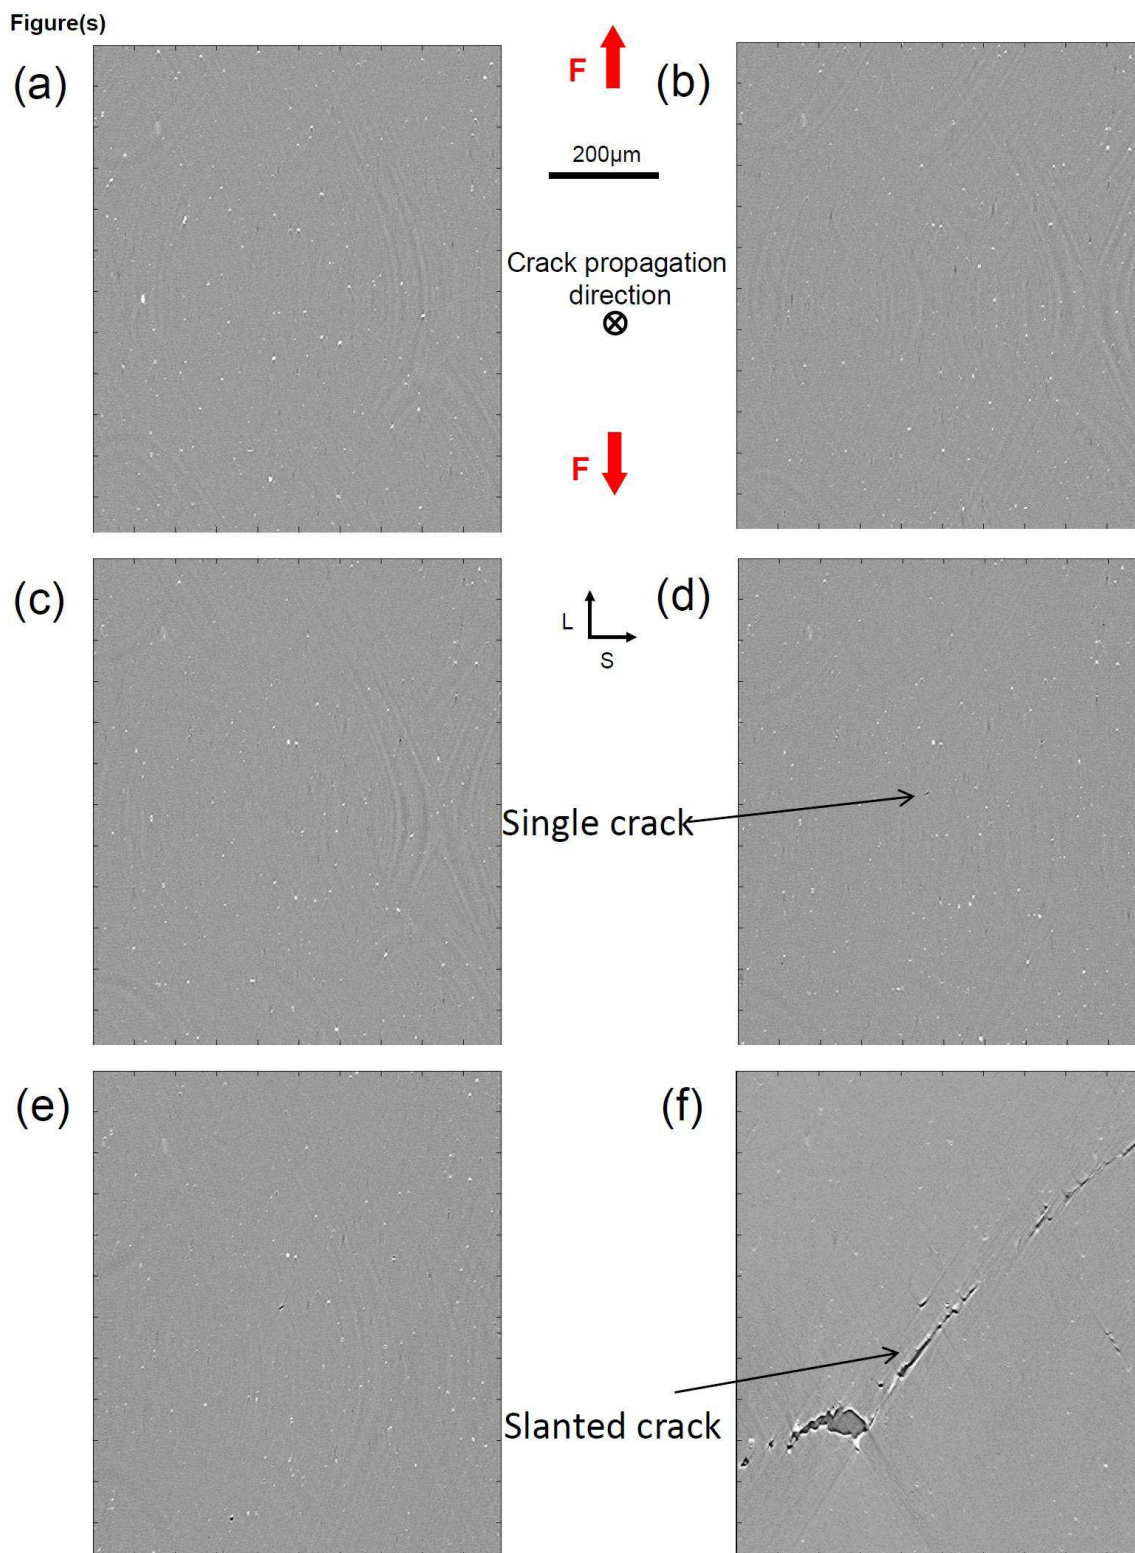 Figure(s)
(a)
F
(b)
200µm
Crack propagation
direction
F
(c)
L
S
(d)
Single crack
(e)
(f)
Slanted crack